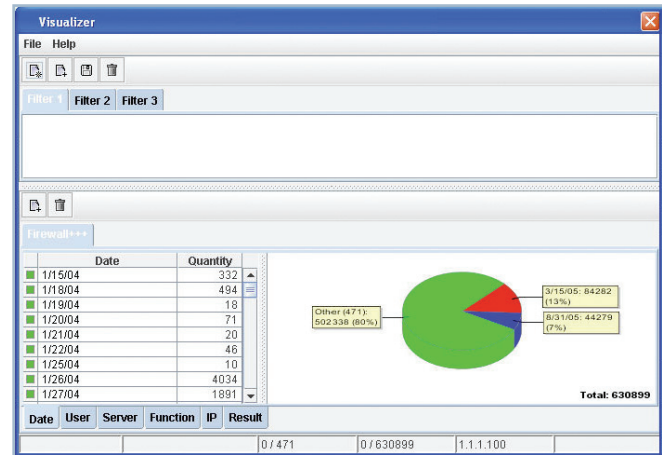 Visualizer
File Help
Filter 1 Filter 2 Filter 3
Firewall+++
Date Quantity
1/15/04 332
1/18/04 494
1/19/04 18
1/20/04 71
1/21/04 20
1/22/04 46
1/25/04 10
1/26/04 4034
1/27/04 1891
Other (471):
502338 (80%)
3/15/05: 84282
(13%)
8/31/05: 44279
(7%)
Total: 630899
Date User Server Function IP Result
0 / 471 0 / 630899 1.1.1.100